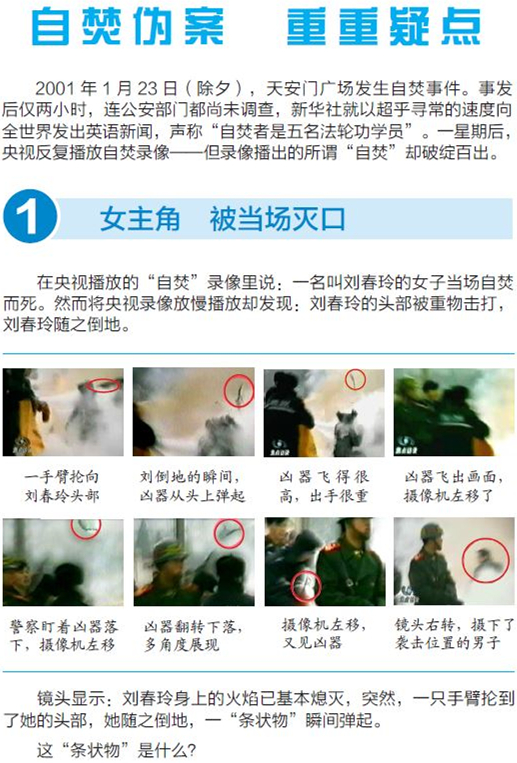 自焚伪案 重重疑点
2001 年 1 月 23 日（除夕），天安门广场发生自焚事件。事发
后仅两小时，连公安部门都尚未调查，新华社就以超乎寻常的速度向
全世界发出英语新闻，声称“自焚者是五名法轮功学员”。一星期后，
央视反复播放自焚录像——但录像播出的所谓“自焚”却破绽百出。
1 女主角 被当场灭口
在央视播放的“自焚”录像里说：一名叫刘春玲的女子当场自焚
而死。然而将央视录像放慢播放却发现：刘春玲的头部被重物击打，
刘春玲随之倒地。
一手臂抡向
刘春玲头部
刘倒地的瞬间，
凶器从头上弹起
凶器飞得很
高，出手很重
凶器飞出画面，
摄像机左移了
警察盯着凶器落
下，摄像机左移
凶器翻转下落，
多角度展现
摄像机左移，
又见凶器
镜头右转，摄下了
袭击位置的男子
镜头显示：刘春玲身上的火焰已基本熄灭，突然，一只手臂抡到
了她的头部，她随之倒地，一“条状物”瞬间弹起。
这“条状物”是什么？